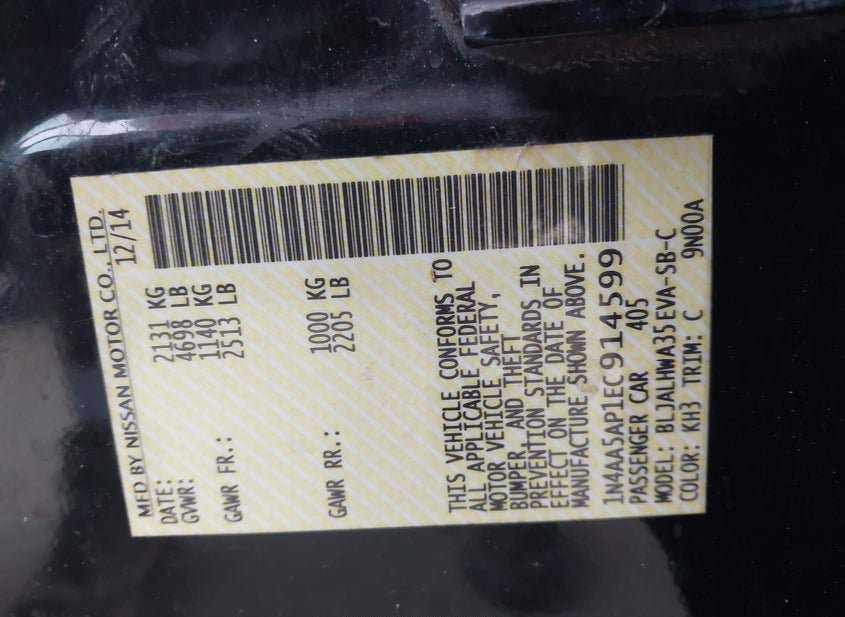 MFD BY NISSAN MOTOR CO., LTD.
DATE: 12/14
GVWR: 2131 KG
4698 LB
GAWR FR.: 1140 KG
2513 LB
GAWR RR.: 1000 KG
2205 LB
THIS VEHICLE CONFORMS TO
ALL APPLICABLE FEDERAL
MOTOR VEHICLE SAFETY,
BUMPER, AND THEFT
PREVENTION STANDARDS IN
EFFECT ON THE DATE OF
MANUFACTURE SHOWN ABOVE.
1N4AA5AP1EC914599
PASSENGER CAR 405
MODEL: BLJALHWA35EVA-SB-C
COLOR: KH3 TRIM: C 9N00A